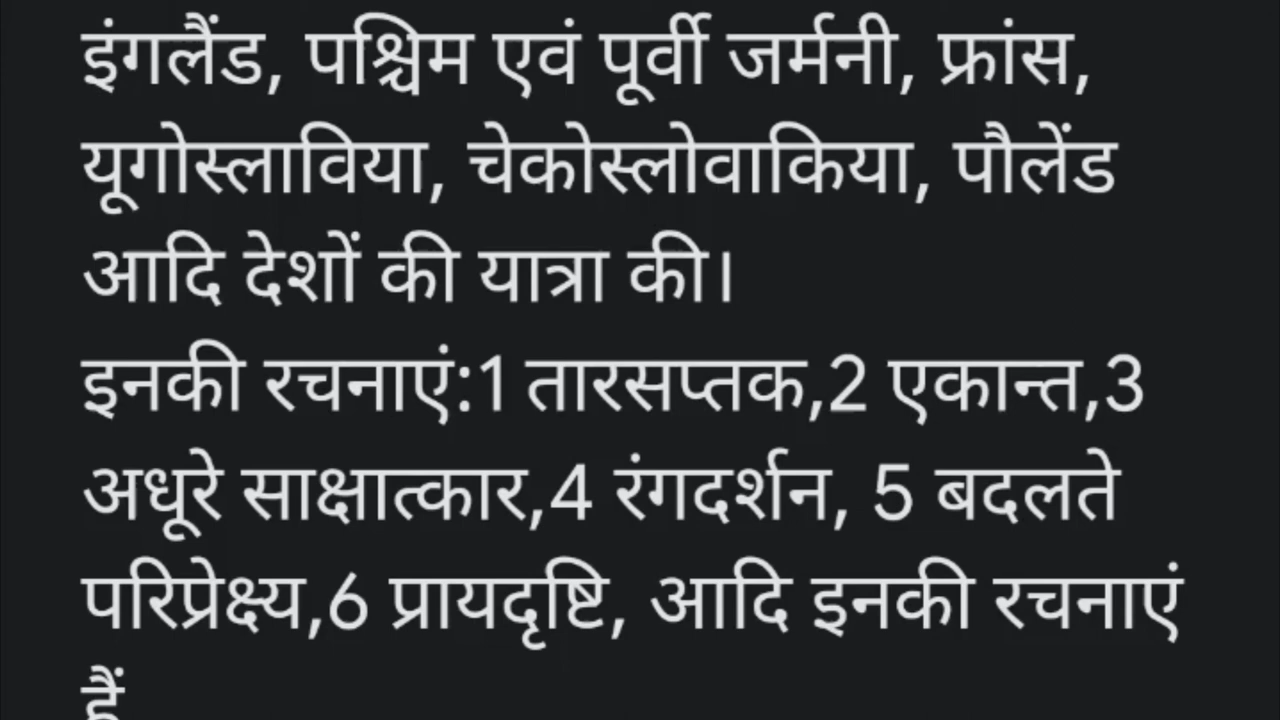 इंगलैंड, पश्चिम एवं पूर्वी जर्मनी, फ्रांस,
यूगोस्लाविया, चेकोस्लोवाकिया, पौलेंड
आदि देशों की यात्रा की।
इनकी रचनाएं:1 तारसप्तक,2 एकान्त,3
अधूरे साक्षात्कार,4 रंगदर्शन, 5 बदलते
परिप्रेक्ष्य,6 प्रायदृष्टि, आदि इनकी रचनाएं
हैं